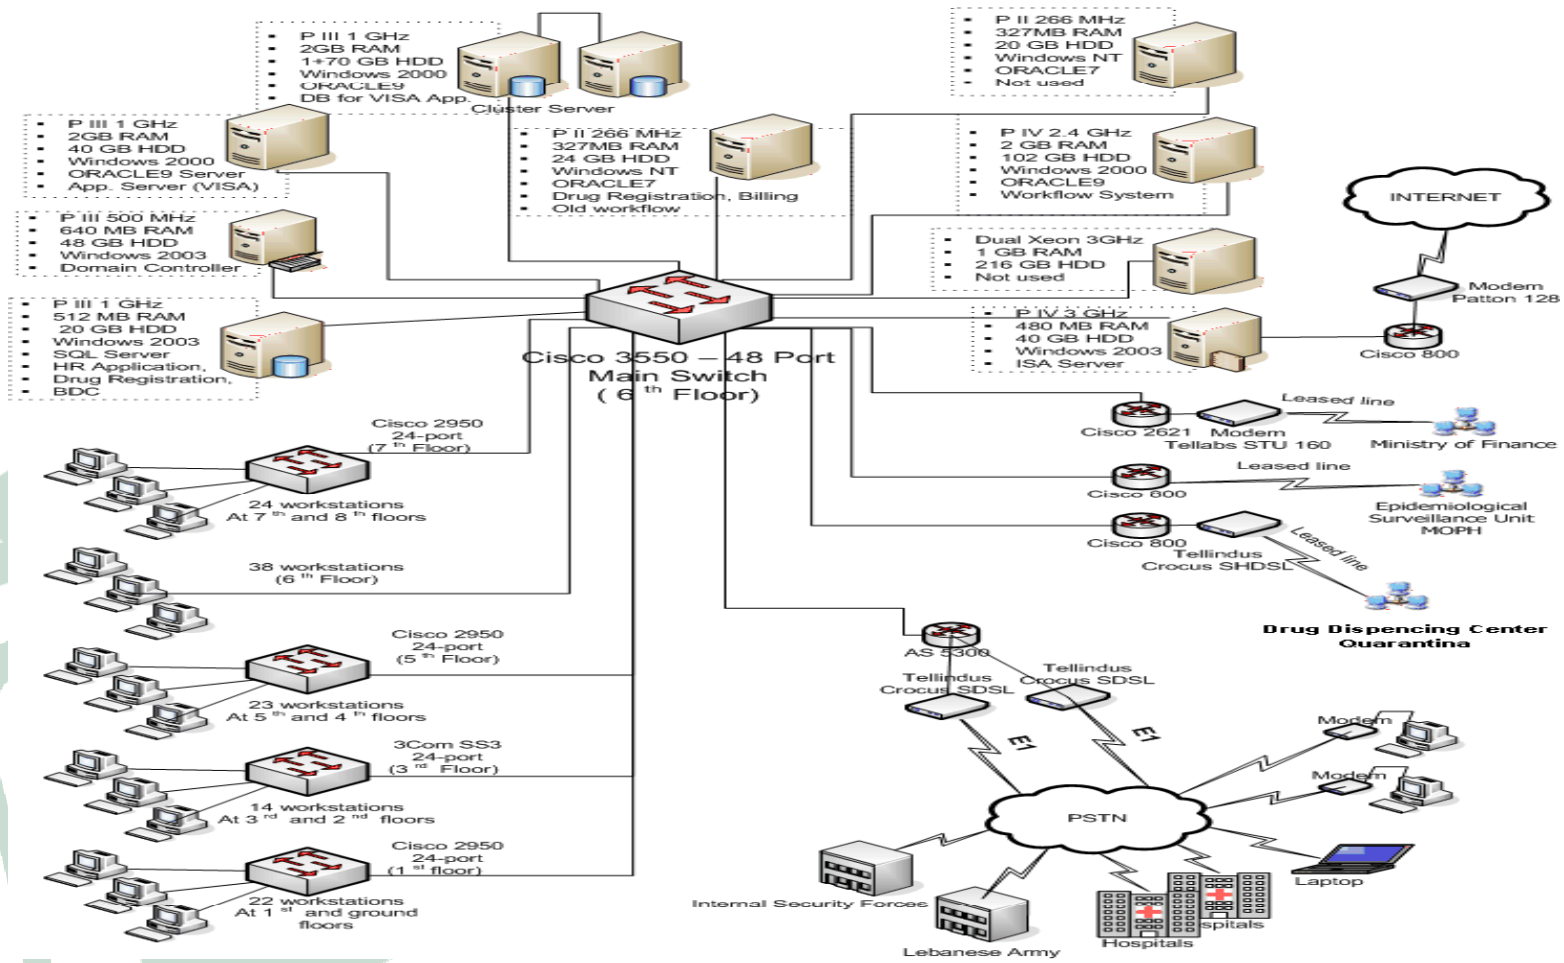 P III 1 GHz
2GB RAM
1+70 GB HDD
Windows 2000
ORACLE9
DB for VISA App.
Cluster Server
P II 266 MHz
327MB RAM
20 GB HDD
Windows NT
ORACLE7
Not used
P III 1 GHz
2GB RAM
40 GB HDD
Windows 2000
ORACLE9 Server
App. Server (VISA)
P II 266 MHz
327MB RAM
24 GB HDD
Windows NT
ORACLE7
Drug Registration, Billing
Old workflow
P IV 2.4 GHz
2 GB RAM
102 GB HDD
Windows 2000
ORACLE9
Workflow System
INTERNET
P III 500 MHz
640 MB RAM
48 GB HDD
Windows 2003
Domain Controller
Dual Xeon 3GHz
1 GB RAM
216 GB HDD
Not used
Modem
Patton 128
P III 1 GHz
512 MB RAM
20 GB HDD
Windows 2003
SQL Server
HR Application,
Drug Registration,
BDC
Cisco 3550 – 48 Port
Main Switch
( 6 th Floor)
P IV 3 GHz
480 MB RAM
40 GB HDD
Windows 2003
ISA Server
Cisco 800
Leased line
Cisco 2621
Modem
Tellabs STU 160
Ministry of Finance
Cisco 2950
24-port
(7 th Floor)
24 workstations
At 7 th and 8 th floors
Leased line
Cisco 800
Epidemiological
Surveillance Unit
MOPH
Cisco 800
Tellindus
Crocus SHDSL
Leased line
38 workstations
(6 th Floor)
Drug Dispencing Center
Quarantina
Cisco 2950
24-port
(5 th Floor)
23 workstations
At 5 th and 4 th floors
AS 5300
Tellindus
Crocus SDSL
Tellindus
Crocus SDSL
E1
E1
Modem
Modem
3Com SS3
24-port
(3 rd Floor)
14 workstations
At 3 rd and 2 nd floors
PSTN
Cisco 2950
24-port
(1 st floor)
22 workstations
At 1 st and ground
floors
Laptop
Internal Security Forces
Lebanese Army
Hospitals
spitals